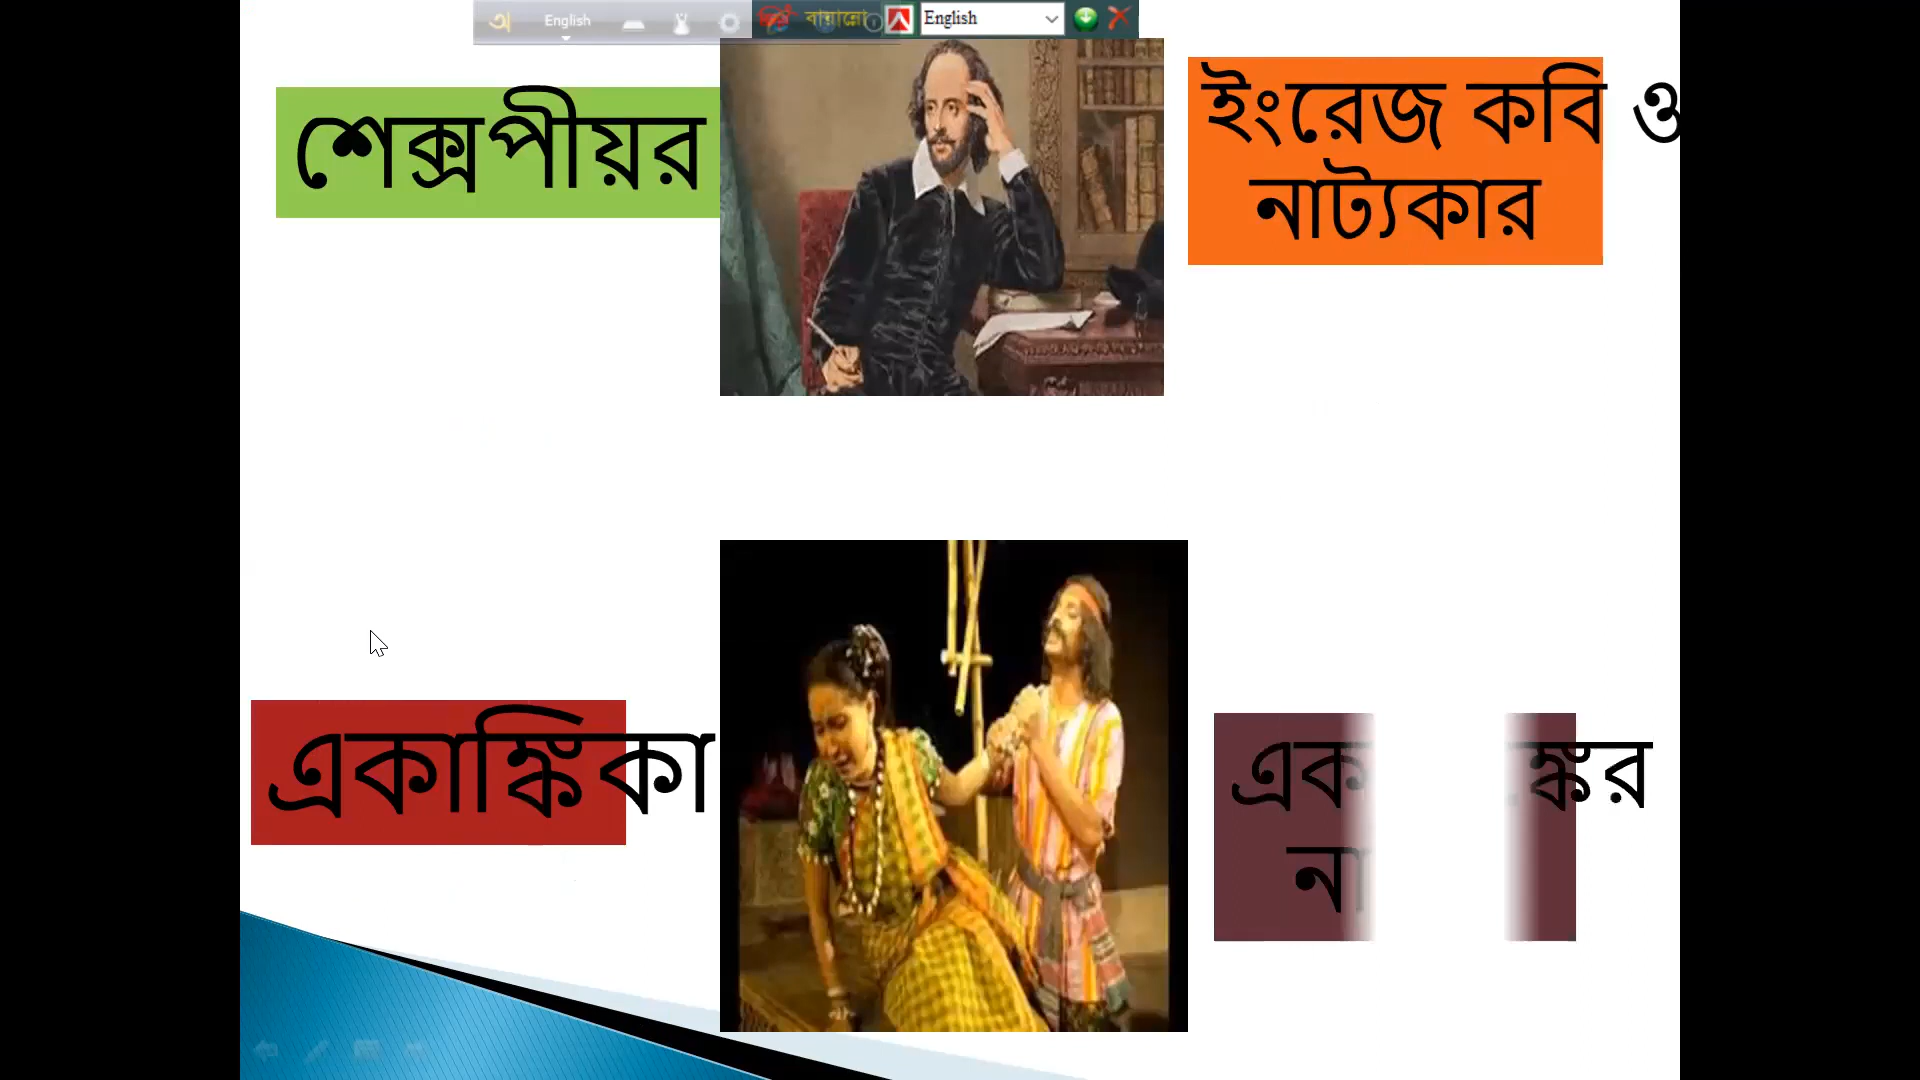 English
English
শেক্সপীয়র
ইংরেজ কবি ও
নাট্যকার
একাঙ্কিকা